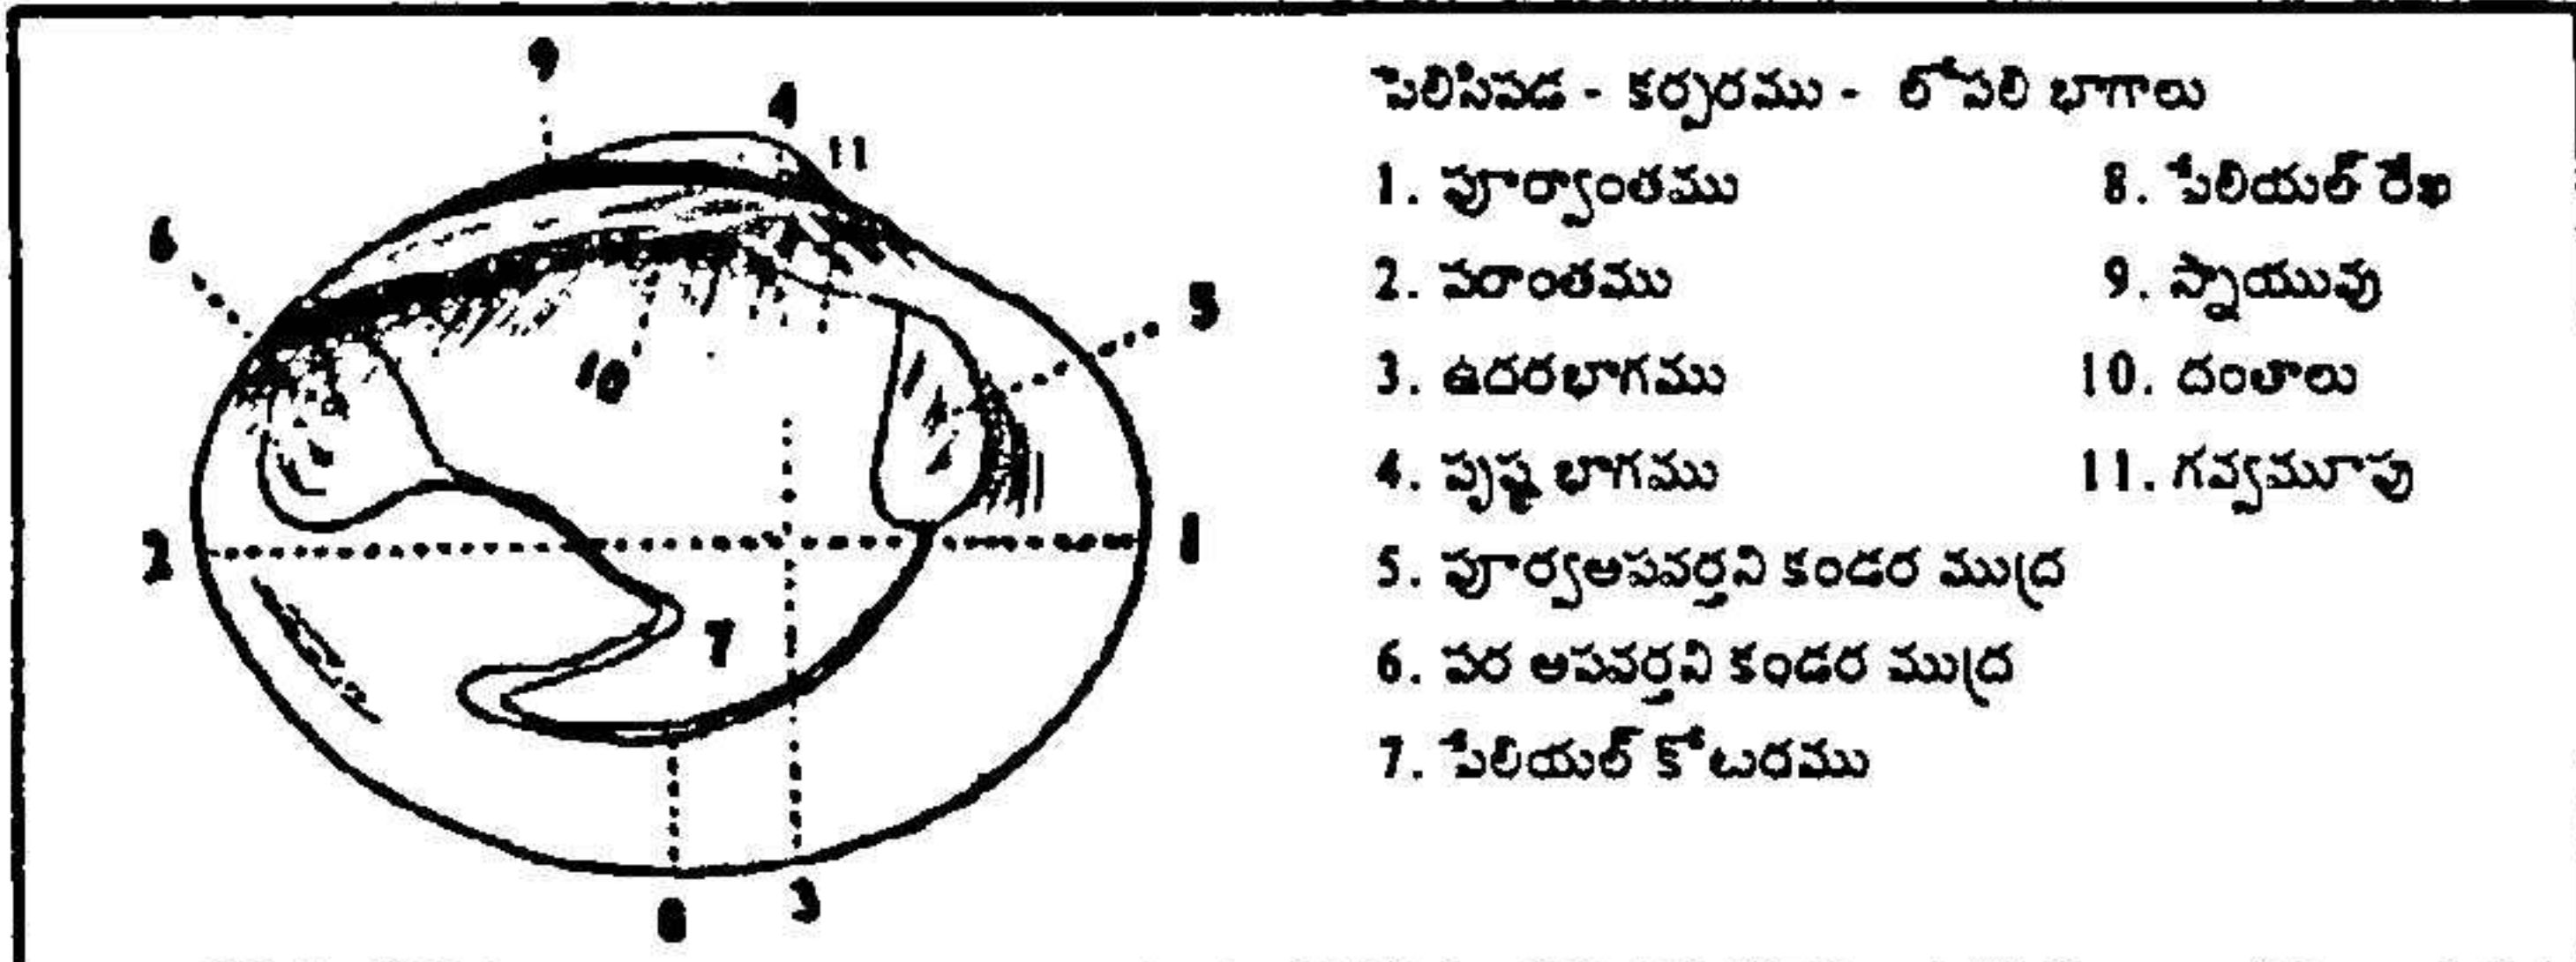 పెలిసిపడ - కర్పరము - లోపలి భాగాలు
1. పూర్వాంతము
2. పరాంతము
3. ఉదరభాగము
4. పృష్ఠ భాగము
5. పూర్వఅపవర్తని కండర ముద్ర
6. పర అపవర్తని కండర ముద్ర
7. పేలియల్ కోటరము
8. పేలియల్ రేఖ
9. స్నాయువు
10. దంతాలు
11. గవ్వమూపు
9
4
11
6
5
10
2
1
7
8
3